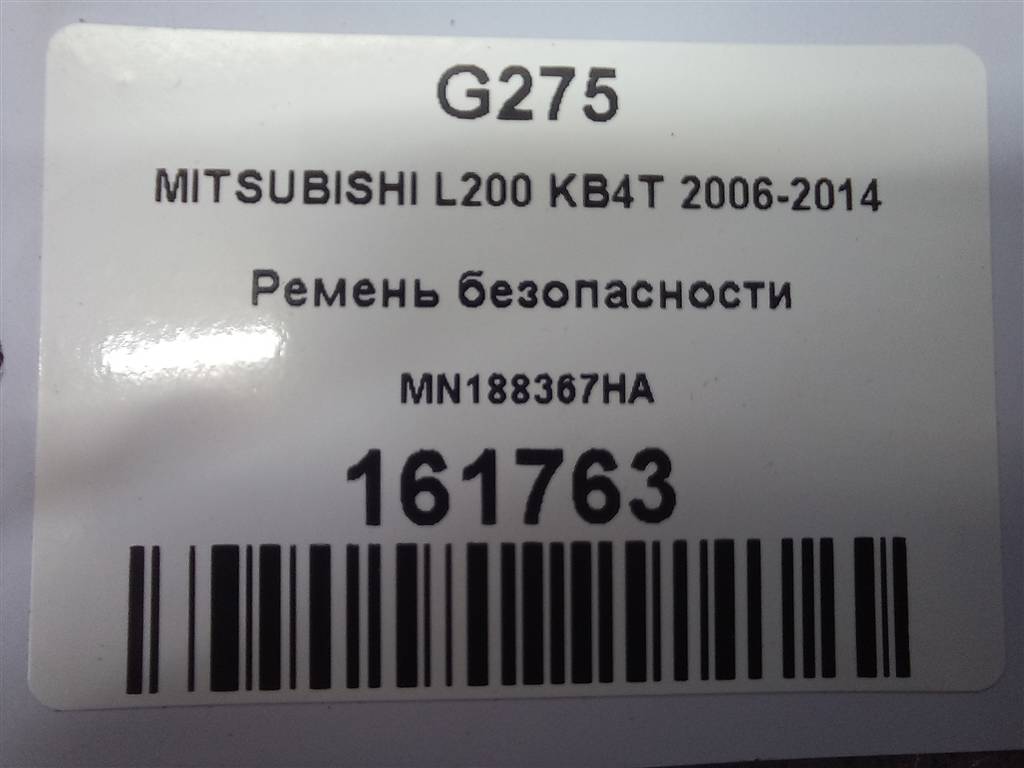 G275
MITSUBISHI L200 KB4T 2006-2014
Ремень безопасности
MN188367HA
161763